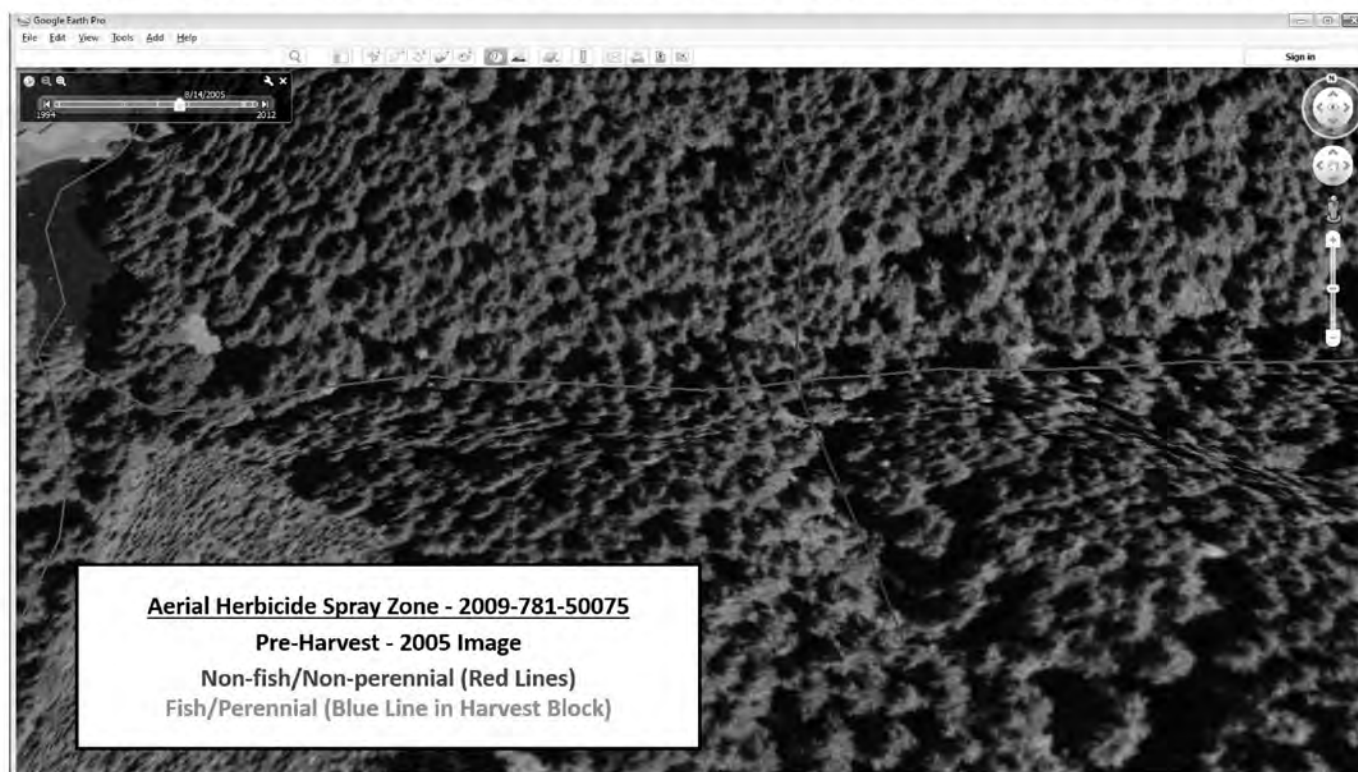 Google Earth Pro
File Edit View Tools Add Help
Sign in
8/14/2005
1994 2012
N
Aerial Herbicide Spray Zone - 2009-781-50075
Pre-Harvest - 2005 Image
Non-fish/Non-perennial (Red Lines)
Fish/Perennial (Blue Line in Harvest Block)